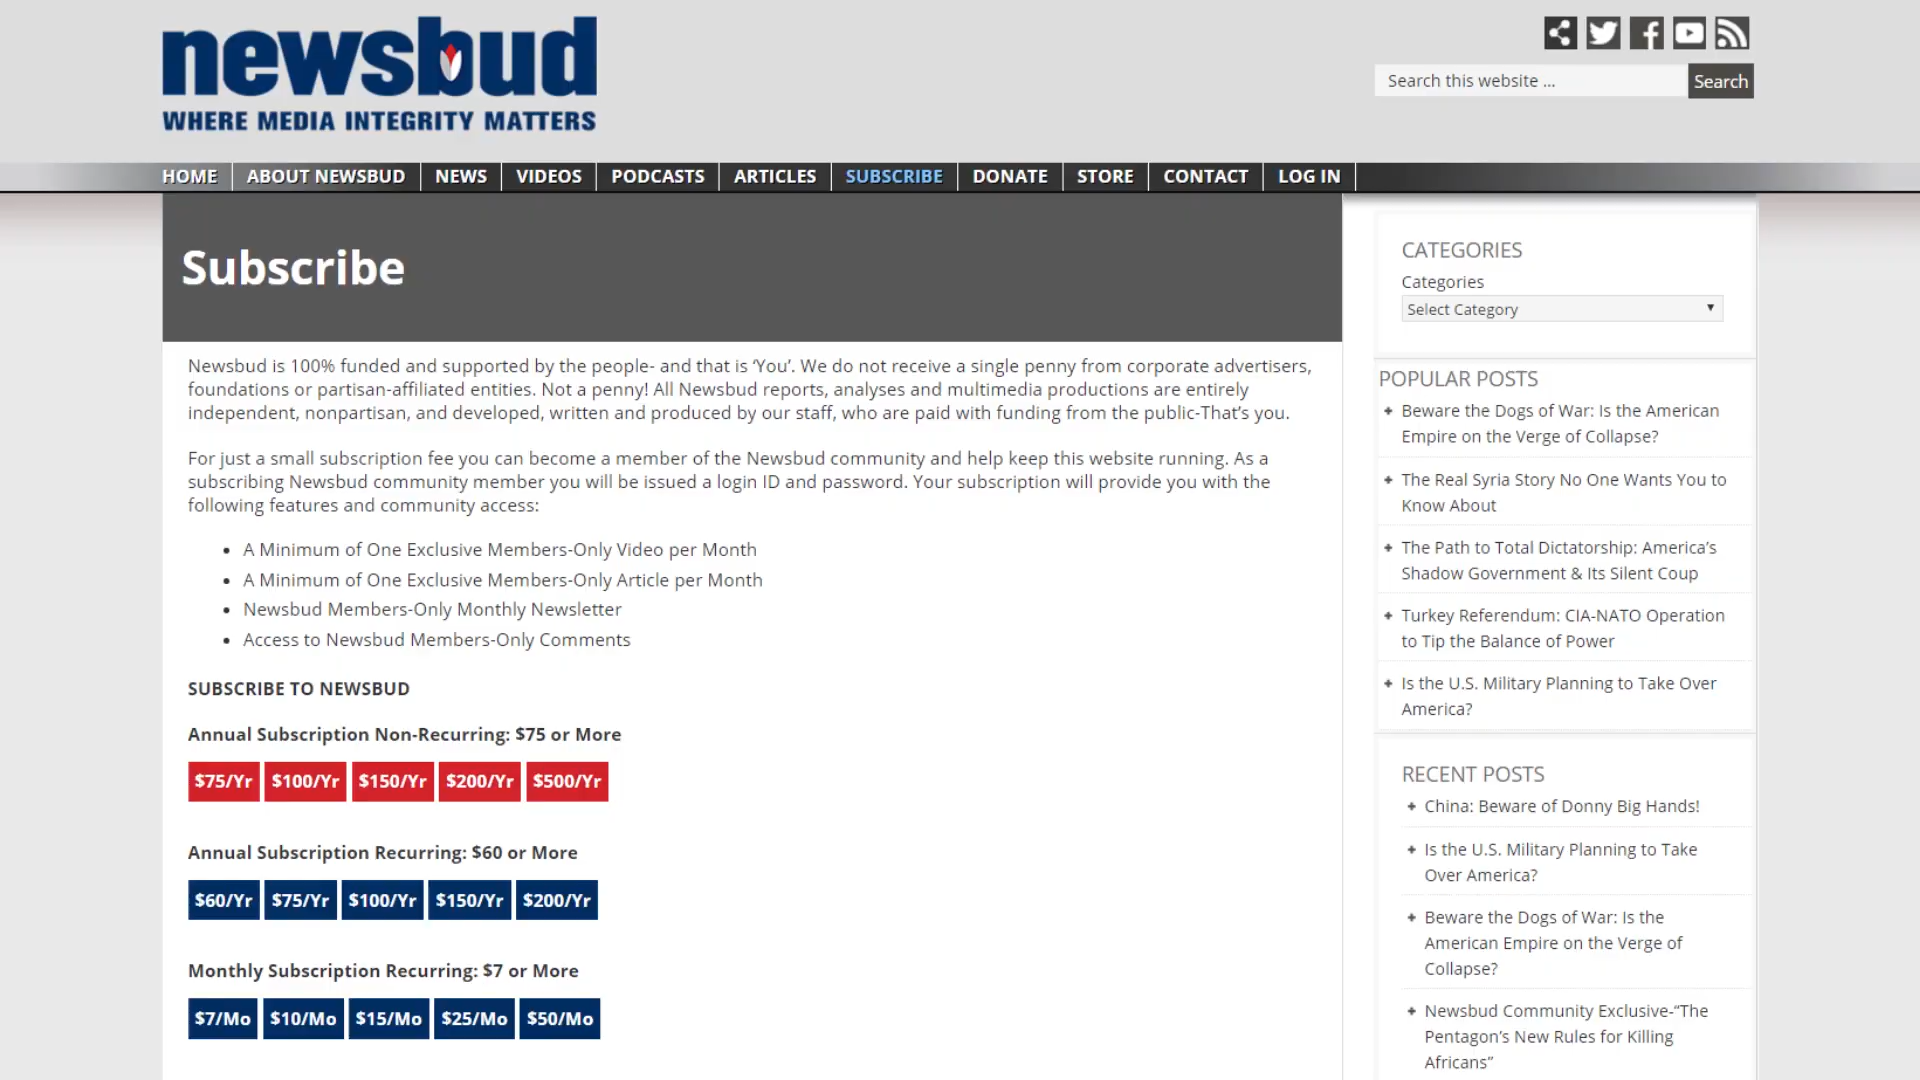 newsbud
WHERE MEDIA INTEGRITY MATTERS
Search this website ...
Search
HOME
ABOUT NEWSBUD
NEWS
VIDEOS
PODCASTS
ARTICLES
SUBSCRIBE
DONATE
STORE
CONTACT
LOG IN
Subscribe
Newsbud is 100% funded and supported by the people- and that is ‘You’. We do not receive a single penny from corporate advertisers,
foundations or partisan-affiliated entities. Not a penny! All Newsbud reports, analyses and multimedia productions are entirely
independent, nonpartisan, and developed, written and produced by our staff, who are paid with funding from the public-That’s you.
For just a small subscription fee you can become a member of the Newsbud community and help keep this website running. As a
subscribing Newsbud community member you will be issued a login ID and password. Your subscription will provide you with the
following features and community access:
A Minimum of One Exclusive Members-Only Video per Month
A Minimum of One Exclusive Members-Only Article per Month
Newsbud Members-Only Monthly Newsletter
Access to Newsbud Members-Only Comments
SUBSCRIBE TO NEWSBUD
Annual Subscription Non-Recurring: $75 or More
$75/Yr $100/Yr $150/Yr $200/Yr $500/Yr
Annual Subscription Recurring: $60 or More
$60/Yr $75/Yr $100/Yr $150/Yr $200/Yr
Monthly Subscription Recurring: $7 or More
$7/Mo $10/Mo $15/Mo $25/Mo $50/Mo
CATEGORIES
Categories
Select Category
POPULAR POSTS
Beware the Dogs of War: Is the American
Empire on the Verge of Collapse?
The Real Syria Story No One Wants You to
Know About
The Path to Total Dictatorship: America’s
Shadow Government & Its Silent Coup
Turkey Referendum: CIA-NATO Operation
to Tip the Balance of Power
Is the U.S. Military Planning to Take Over
America?
RECENT POSTS
China: Beware of Donny Big Hands!
Is the U.S. Military Planning to Take
Over America?
Beware the Dogs of War: Is the
American Empire on the Verge of
Collapse?
Newsbud Community Exclusive-“The
Pentagon’s New Rules for Killing
Africans”